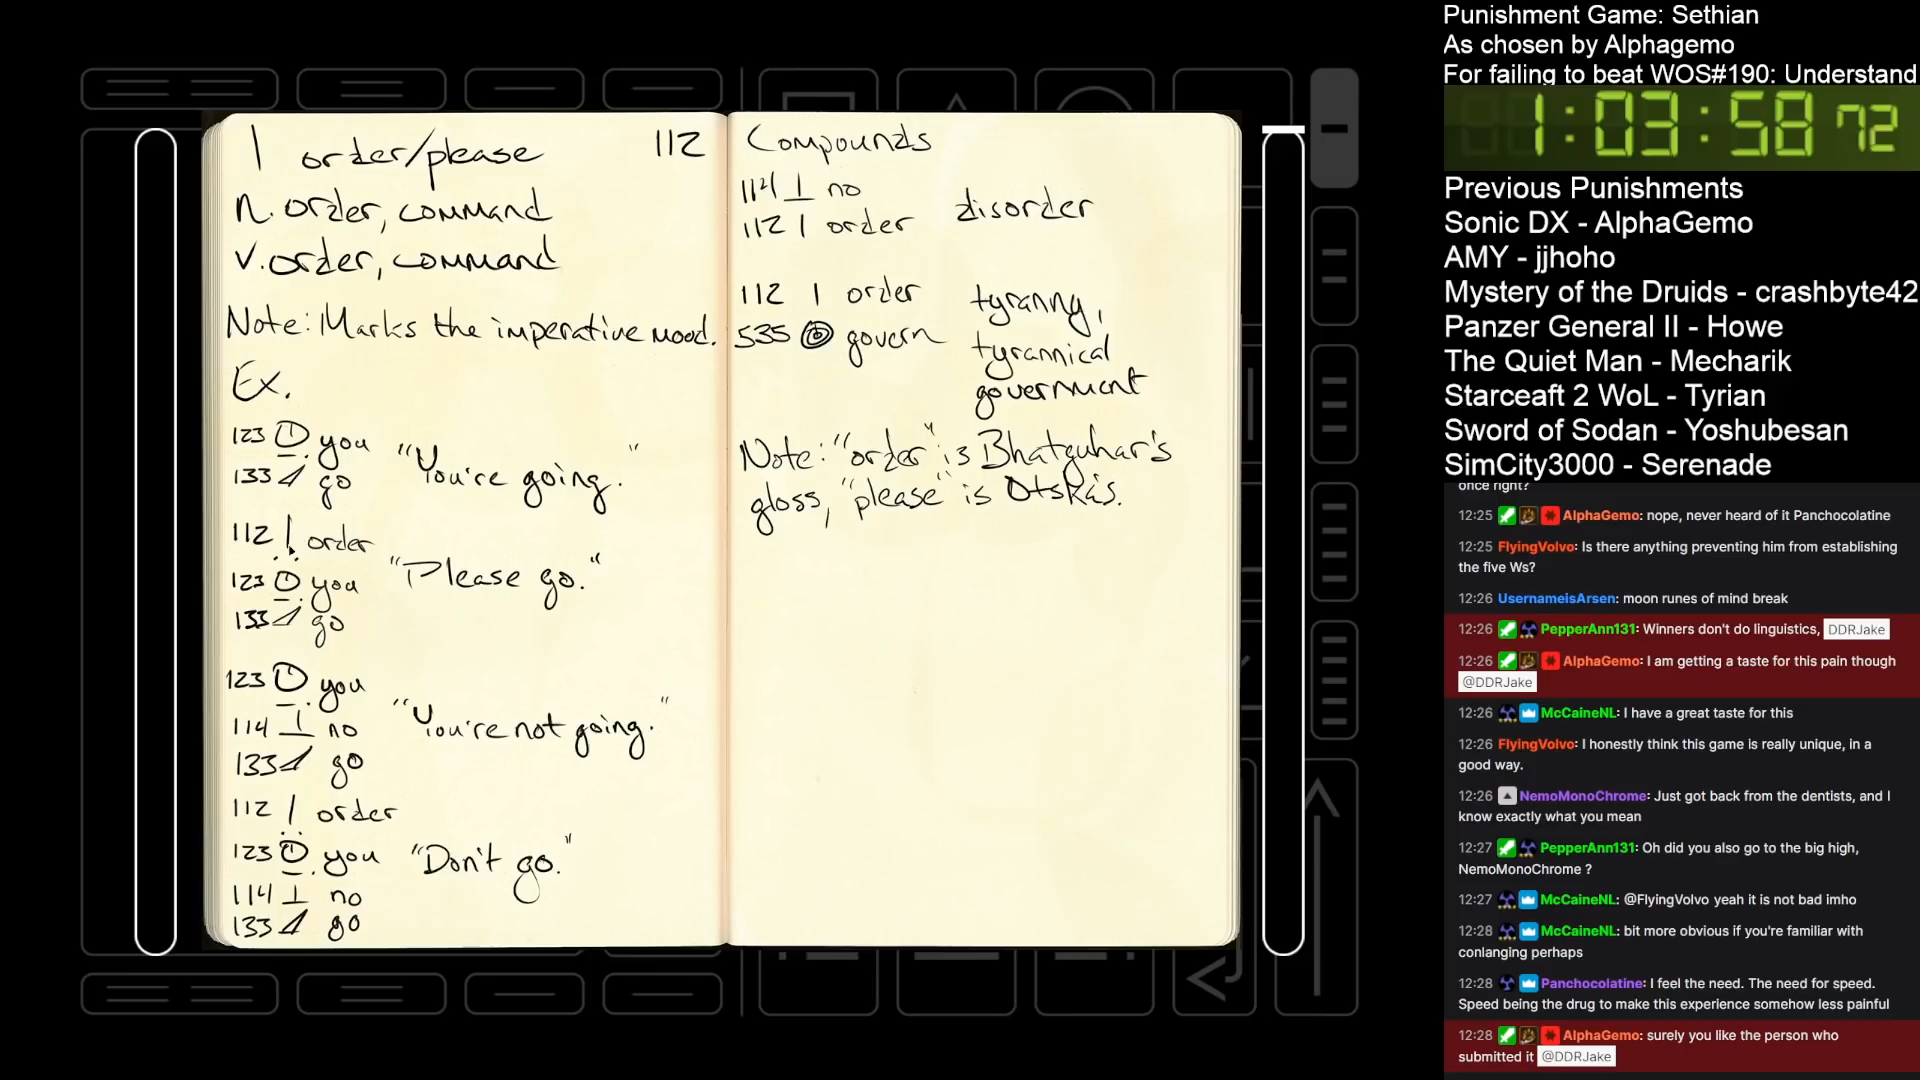 order/please 112
n. order, command
v. order, command
Note: Marks the imperative mood.
Ex.
123 you
133 go
"You're going."
112 order
123 you
133 go
"Please go."
123 you
114 no
133 go
"You're not going."
112 order
123 you
114 no
133 go
"Don't go."
Compounds
114 no
112 order
disorder
112 order
535 govern
tyranny,
tyrannical
government
Note: "order" is Bhatguhar's
gloss, "please" is Otska's.
Punishment Game: Sethian
As chosen by Alphagemo
For failing to beat WOS#190: Understand
1:03:58 72
Previous Punishments
Sonic DX - AlphaGemo
AMY - jjhoho
Mystery of the Druids - crashbyte42
Panzer General II - Howe
The Quiet Man - Mecharik
Starceaft 2 WoL - Tyrian
Sword of Sodan - Yoshubesan
SimCity3000 - Serenade
once right?
12:25 AlphaGemo: nope, never heard of it Panchocolatine
12:25 FlyingVolvo: Is there anything preventing him from establishing
the five Ws?
12:26 UsernameisArsen: moon runes of mind break
12:26 PepperAnn131: Winners don't do linguistics, DDRJake
12:26 AlphaGemo: I am getting a taste for this pain though
@DDRJake
12:26 McCaineNL: I have a great taste for this
12:26 FlyingVolvo: I honestly think this game is really unique, in a
good way.
12:26 NemoMonoChrome: Just got back from the dentists, and I
know exactly what you mean
12:27 PepperAnn131: Oh did you also go to the big high,
NemoMonoChrome ?
12:27 McCaineNL: @FlyingVolvo yeah it is not bad imho
12:28 McCaineNL: bit more obvious if you're familiar with
conlanging perhaps
12:28 Panchocolatine: I feel the need. The need for speed.
Speed being the drug to make this experience somehow less painful
12:28 AlphaGemo: surely you like the person who
submitted it @DDRJake